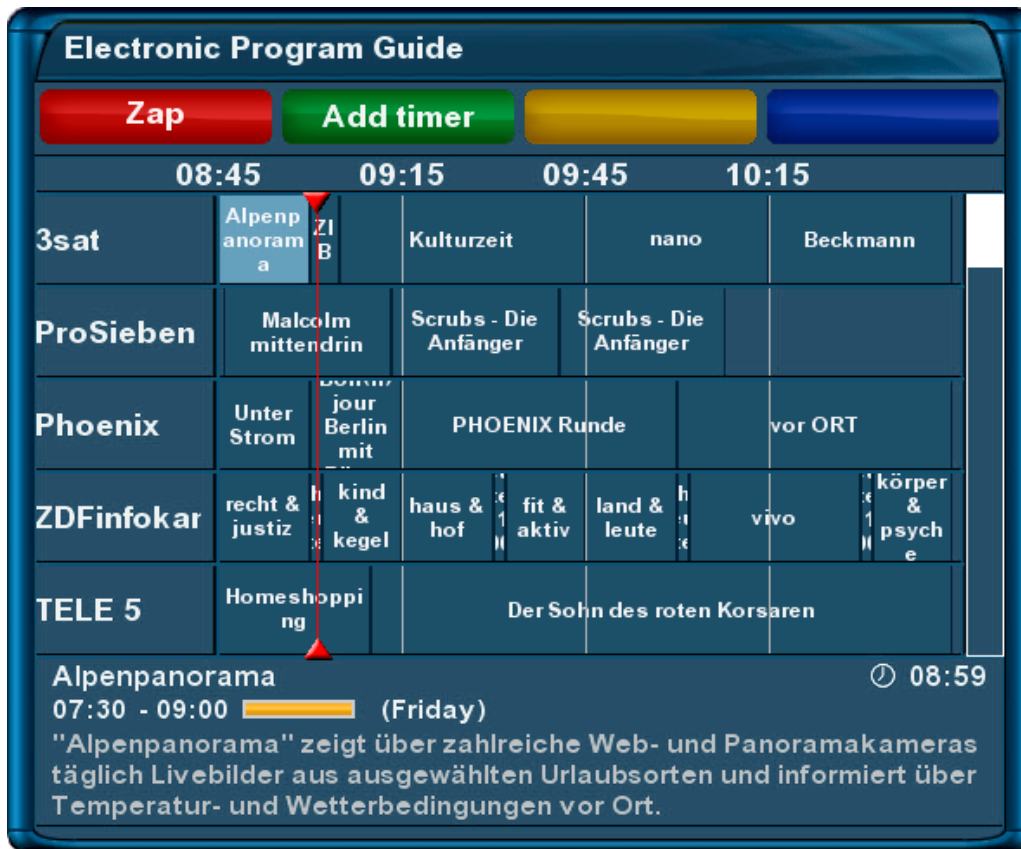 Electronic Program Guide
Zap
Add timer
08:45
09:15
09:45
10:15
3sat
Alpenp
anoram
a
ZI
B
Kulturzeit
nano
Beckmann
ProSieben
Malcolm
mittendrin
Scrubs - Die
Anfänger
Scrubs - Die
Anfänger
Phoenix
Unter
Strom
jour
Berlin
mit
PHOENIX Runde
vor ORT
ZDFinfokar
recht &
justiz
kind
&
kegel
haus &
hof
fit &
aktiv
land &
leute
vivo
körper
&
psych
e
TELE 5
Homeshoppi
ng
Der Sohn des roten Korsaren
Alpenpanorama
08:59
07:30 - 09:00 (Friday)
"Alpenpanorama" zeigt über zahlreiche Web- und Panoramakameras
täglich Livebilder aus ausgewählten Urlaubsorten und informiert über
Temperatur- und Wetterbedingungen vor Ort.